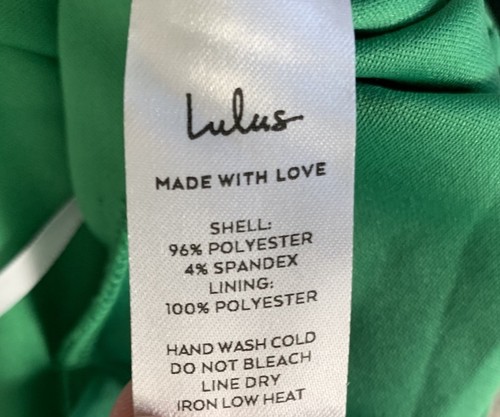 Lulus
MADE WITH LOVE
SHELL:
96% POLYESTER
4% SPANDEX
LINING:
100% POLYESTER
HAND WASH COLD
DO NOT BLEACH
LINE DRY
IRON LOW HEAT